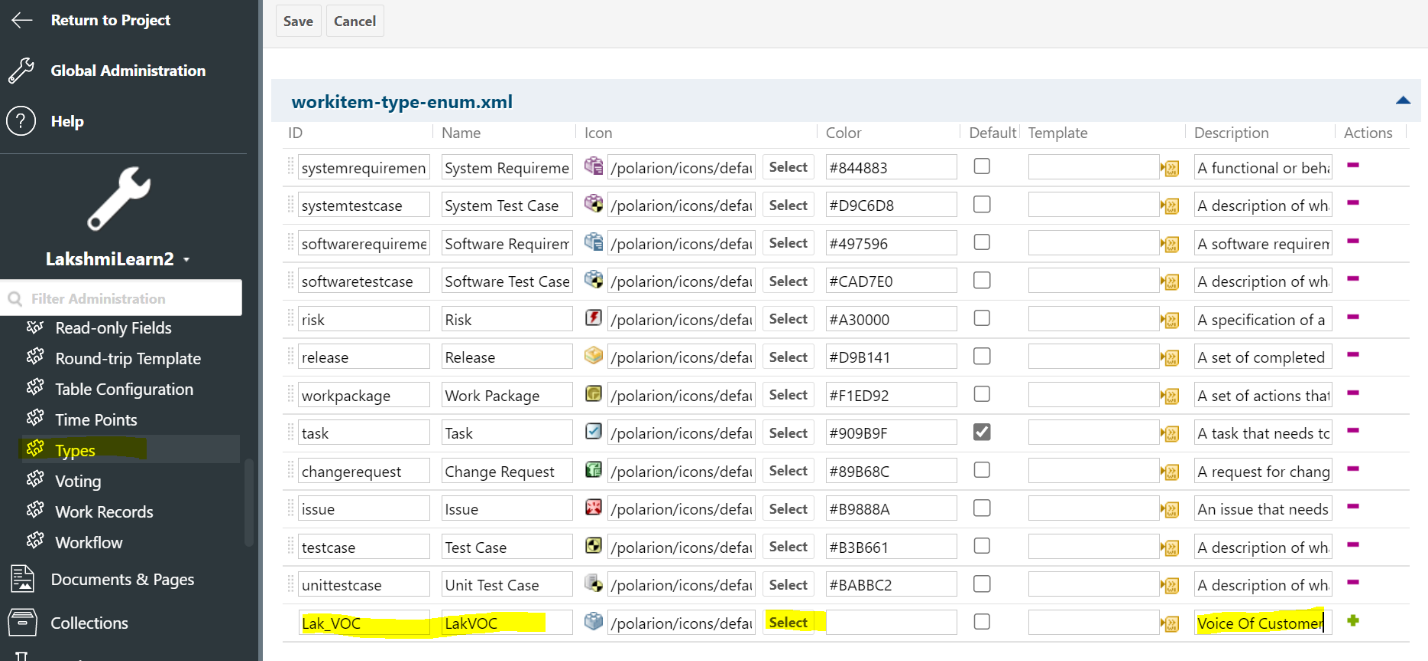 Return to Project
Global Administration
Help
LakshmiLearn2
Filter Administration
Read-only Fields
Round-trip Template
Table Configuration
Time Points
Types
Voting
Work Records
Workflow
Documents & Pages
Collections
Save Cancel
workitem-type-enum.xml
ID Name Icon Color Default Template Description Actions
systemrequiremen System Requireme /polarion/icons/defau Select #844883 A functional or beha
systemtestcase System Test Case /polarion/icons/defau Select #D9C6D8 A description of wh
softwarerequireme Software Requirem /polarion/icons/defau Select #497596 A software requirem
softwaretestcase Software Test Case /polarion/icons/defau Select #CAD7E0 A description of wh
risk Risk /polarion/icons/defau Select #A30000 A specification of a
release Release /polarion/icons/defau Select #D9B141 A set of completed
workpackage Work Package /polarion/icons/defau Select #F1ED92 A set of actions that
task Task /polarion/icons/defau Select #909B9F A task that needs to
changerequest Change Request /polarion/icons/defau Select #89B68C A request for chang
issue Issue /polarion/icons/defau Select #B9888A An issue that needs
testcase Test Case /polarion/icons/defau Select #B3B661 A description of wh
unittestcase Unit Test Case /polarion/icons/defau Select #BABBC2 A description of wh
Lak_VOC LakVOC /polarion/icons/defau Select Voice Of Customer